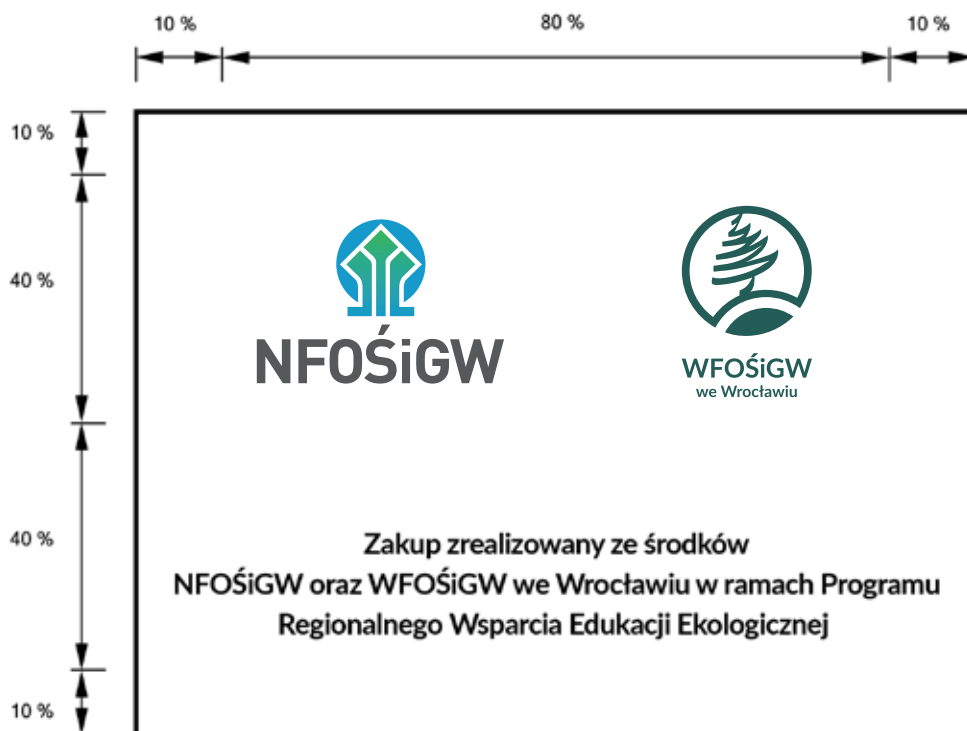 10 % 80 % 10 %
10 %
40 %
NFOŚiGW
WFOŚiGW
we Wrocławiu
40 %
Zakup zrealizowany ze środków
NFOŚiGW oraz WFOŚiGW we Wrocławiu w ramach Programu
Regionalnego Wsparcia Edukacji Ekologicznej
10 %